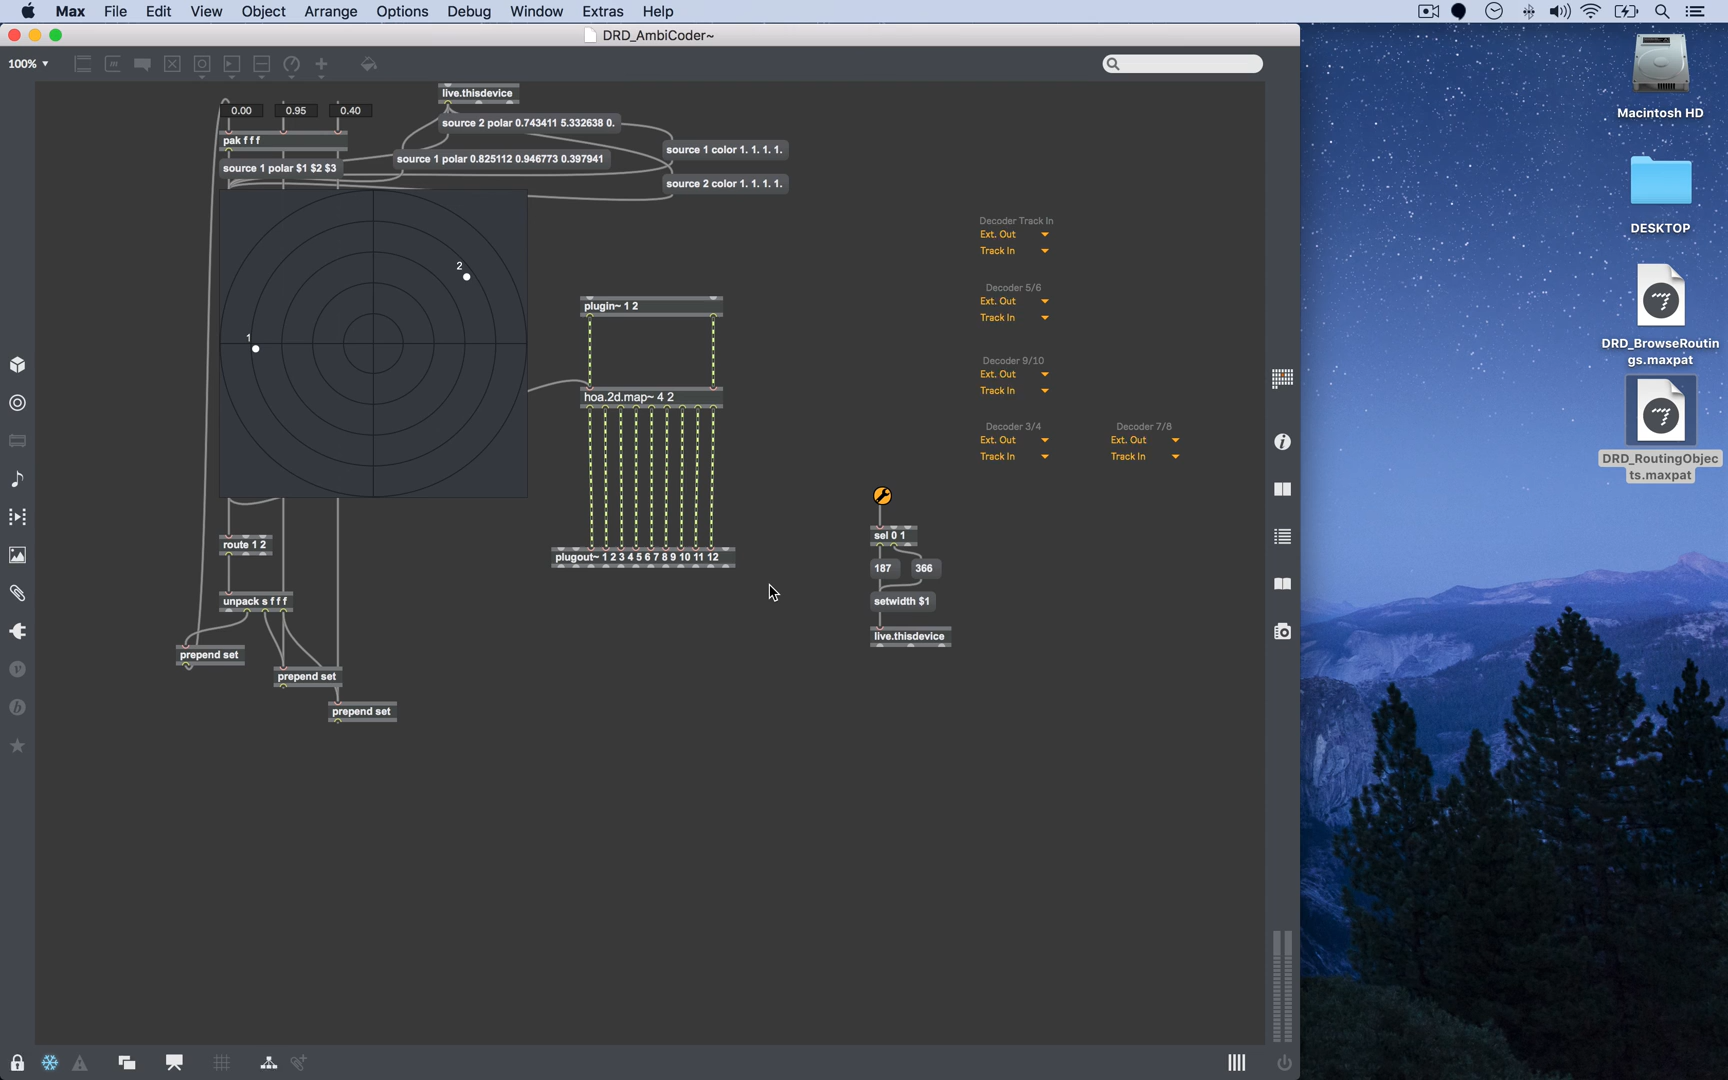 Max File Edit View Object Arrange Options Debug Window Extras Help
DRD_AmbiCoder~
100%
live.thisdevice
0.00 0.95 0.40
source 2 polar 0.743411 5.332638 0.
pak f f f
source 1 color 1. 1. 1. 1.
source 1 polar $1 $2 $3
source 1 polar 0.825112 0.946773 0.397941
source 2 color 1. 1. 1. 1.
2
1
plugin~ 1 2
hoa.2d.map~ 4 2
plugout~ 1 2 3 4 5 6 7 8 9 10 11 12
Decoder Track In
Ext. Out
Track In
Decoder 5/6
Ext. Out
Track In
Decoder 9/10
Ext. Out
Track In
Decoder 3/4
Ext. Out
Track In
Decoder 7/8
Ext. Out
Track In
sel 0 1
187 366
setwidth $1
live.thisdevice
route 1 2
unpack s f f f
prepend set
prepend set
prepend set
Macintosh HD
DESKTOP
DRD_BrowseRoutin
gs.maxpat
DRD_RoutingObjec
ts.maxpat